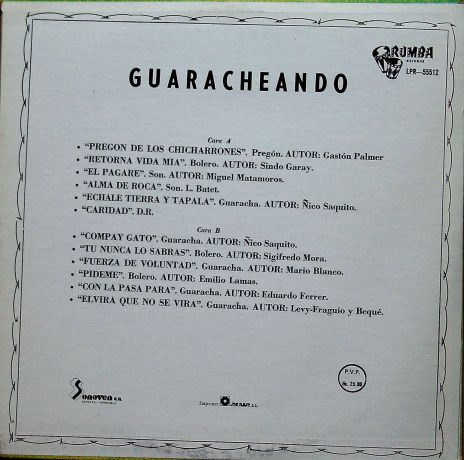 RUMBA
RECORDS
LPR-55512
GUARACHEANDO
Cara A
• "PREGON DE LOS CHICHARRONES". Pregón. AUTOR: Gastón Palmer
• "RETORNA VIDA MIA". Bolero. AUTOR: Sindo Garay.
• "EL PAGARE". Son. AUTOR: Miguel Matamoros.
• "ALMA DE ROCA". Son. L. Batet.
• "ECHALE TIERRA Y TAPALA". Guaracha. AUTOR: Ñico Saquito.
• "CARIDAD". D.R.
Cara B
• "COMPAY GATO". Guaracha. AUTOR: Ñico Saquito.
• "TU NUNCA LO SABRAS". Bolero. AUTOR: Sigifredo Mora.
• "FUERZA DE VOLUNTAD". Guaracha. AUTOR: Mario Blanco.
• "PIDEME". Bolero. AUTOR: Emilio Lamas.
• "CON LA PASA PARA". Guaracha. AUTOR: Eduardo Ferrer.
• "ELVIRA QUE NO SE VIRA". Guaracha. AUTOR: Levy-Fraguio y Bequé.
P.V.P.
Bs. 25.00
SONOVEN C.A.